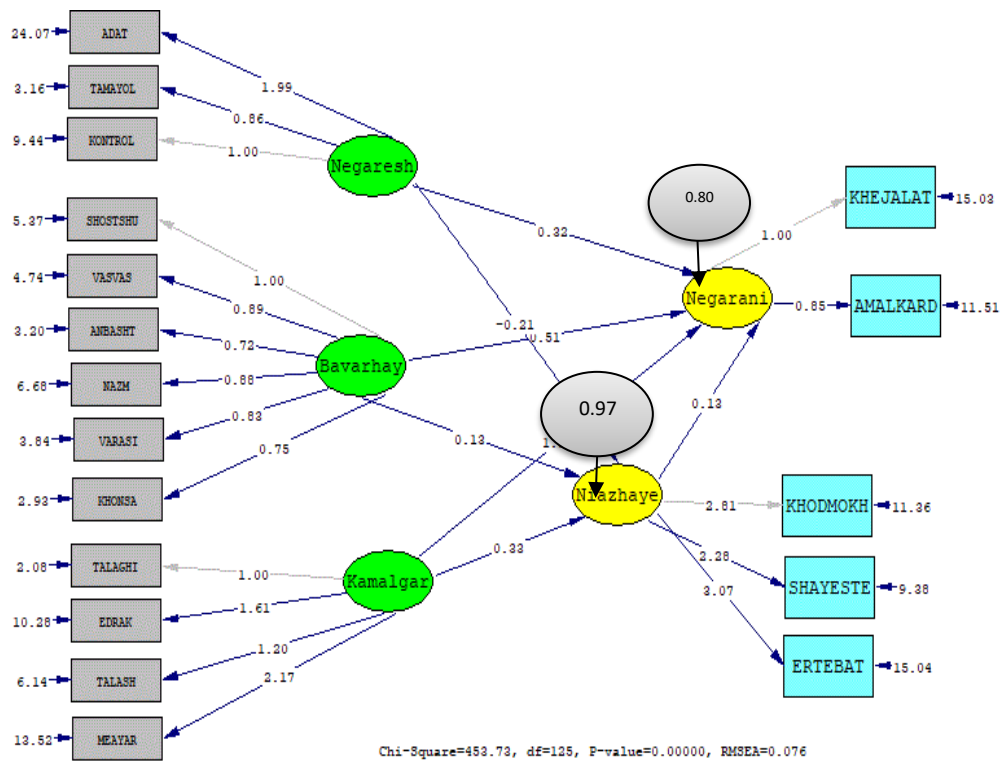 24.07 ADAT
3.16 TAMAYOL
9.44 KONTROL
5.37 SHOSTSHU
4.74 VASVAS
3.20 ANBASHT
6.68 NAZM
3.84 VARASI
2.93 KHONSA
2.08 TALAGHI
10.28 EDRAK
6.14 TALASH
13.52 MEAYAR
1.99
0.86
1.00
1.00
0.89
0.72
0.88
0.83
0.75
1.00
1.61
1.20
2.17
Negaresh
Bavarhay
Kamalgar
0.32
-0.21
0.51
0.13
0.33
0.80
0.97
Negarani
Niazhaye
0.13
1.00
0.85
2.81
2.28
3.07
KHEJALAT 15.03
AMALKARD 11.51
KHODMOKH 11.36
SHAYESTE 9.38
ERTEBAT 15.04
Chi-Square=453.73, df=125, P-value=0.00000, RMSEA=0.076